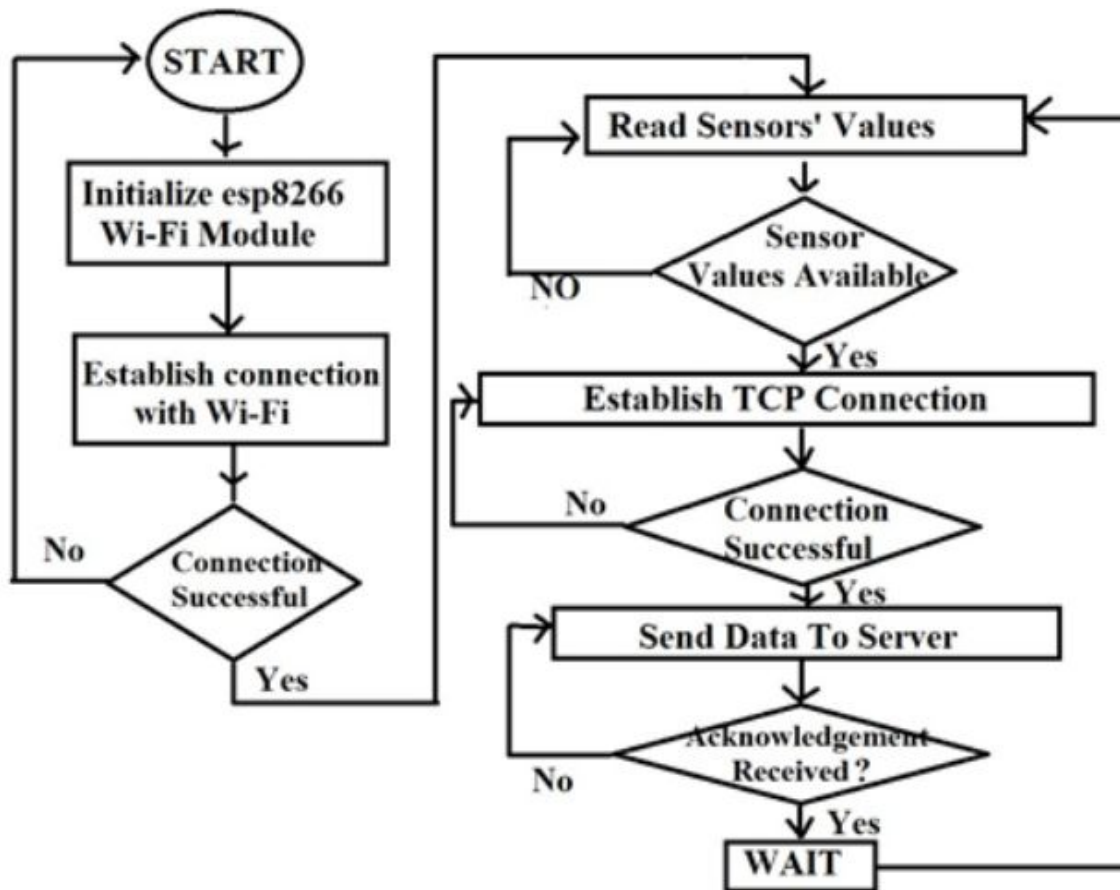 START
Initialize esp8266
Wi-Fi Module
Establish connection
with Wi-Fi
No
Connection
Successful
Yes
Read Sensors' Values
Sensor
Values Available
NO
Yes
Establish TCP Connection
No
Connection
Successful
Yes
Send Data To Server
Acknowledgement
Received ?
No
Yes
WAIT